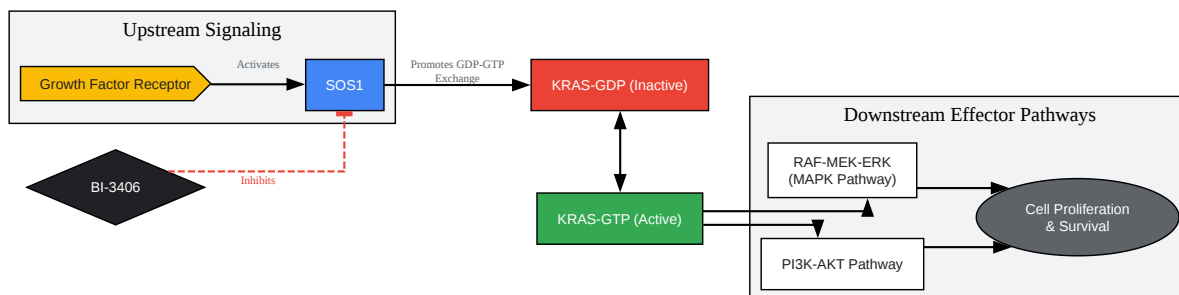 Upstream Signaling
Growth Factor Receptor
Activates
SOS1
Promotes GDP-GTP
Exchange
KRAS-GDP (Inactive)
BI-3406
Inhibits
KRAS-GTP (Active)
Downstream Effector Pathways
RAF-MEK-ERK
(MAPK Pathway)
PI3K-AKT Pathway
Cell Proliferation
& Survival